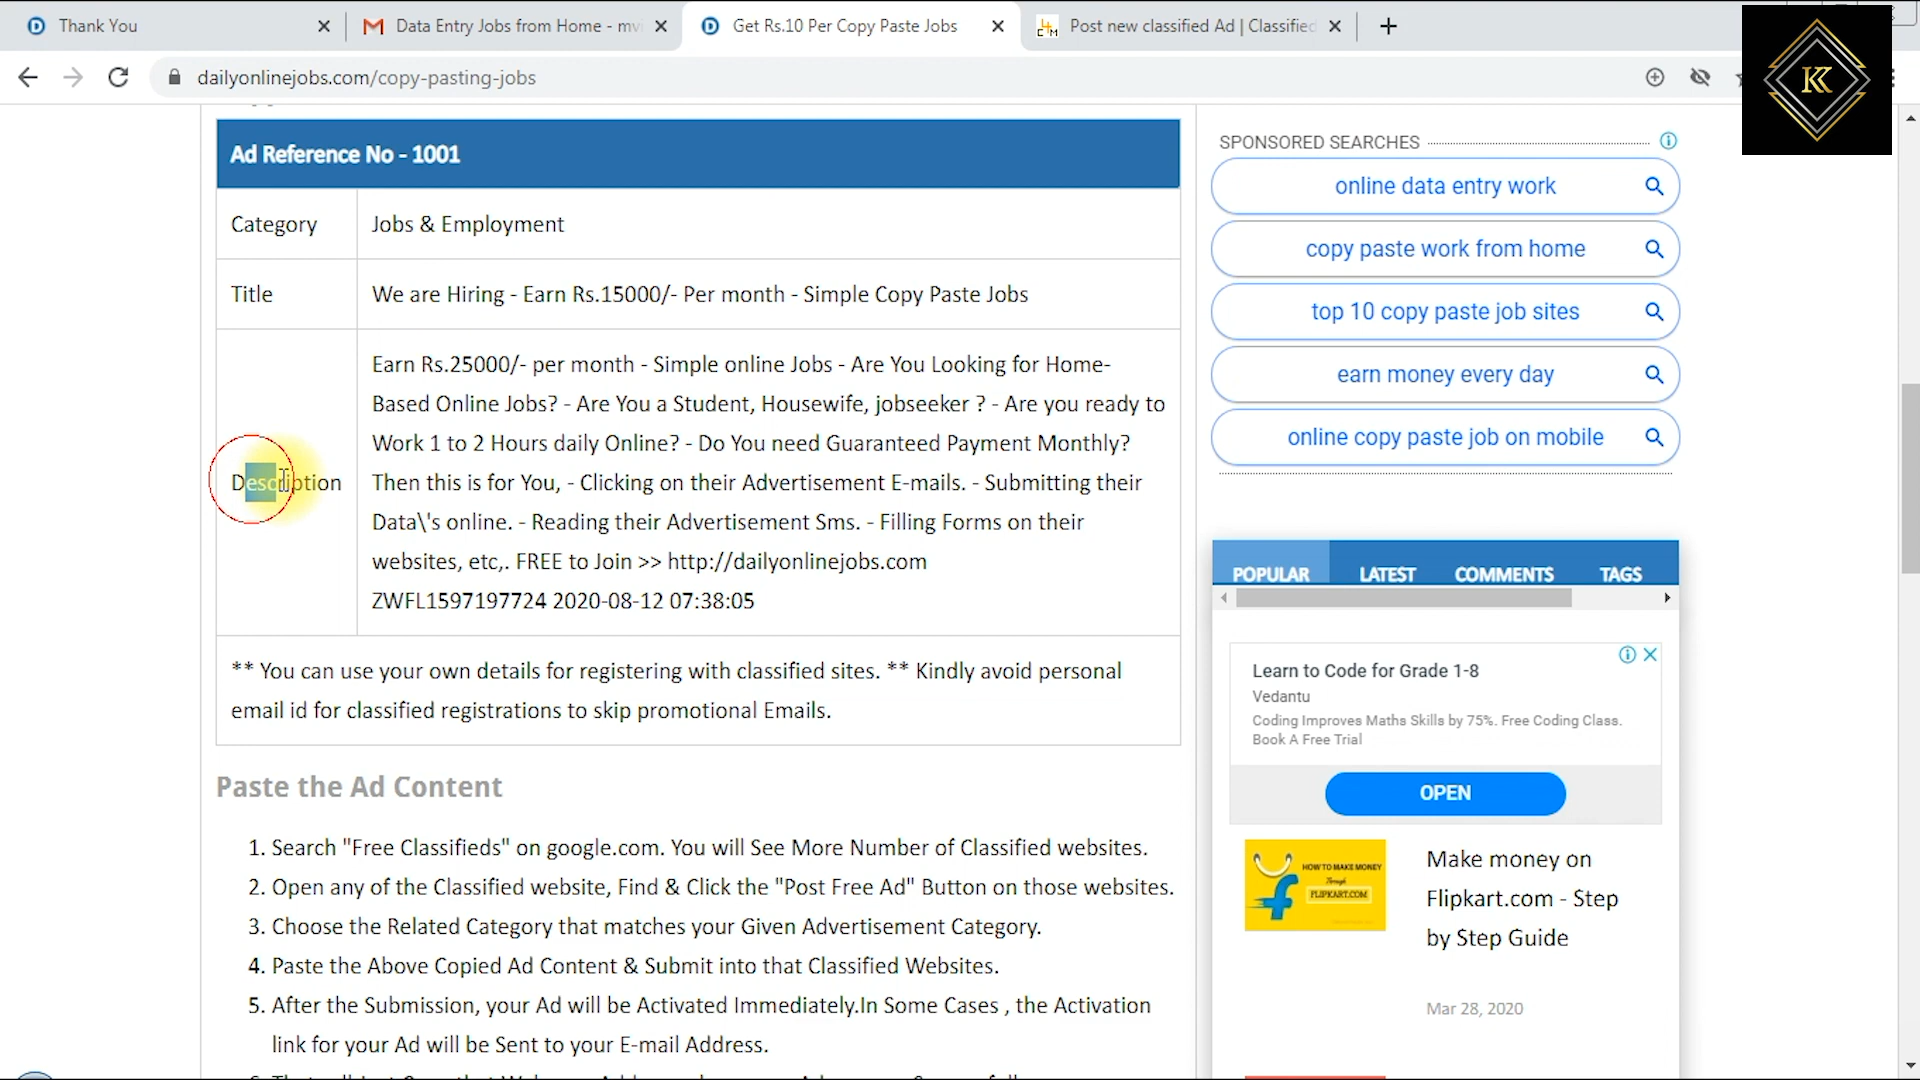 Thank You
Data Entry Jobs from Home - mv
Get Rs.10 Per Copy Paste Jobs
Post new classified Ad | Classified
dailyonlinejobs.com/copy-pasting-jobs
KK
Ad Reference No - 1001
Category
Jobs & Employment
Title
We are Hiring - Earn Rs.15000/- Per month - Simple Copy Paste Jobs
Description
Earn Rs.25000/- per month - Simple online Jobs - Are You Looking for Home-
Based Online Jobs? - Are You a Student, Housewife, jobseeker ? - Are you ready to
Work 1 to 2 Hours daily Online? - Do You need Guaranteed Payment Monthly?
Then this is for You, - Clicking on their Advertisement E-mails. - Submitting their
Data\'s online. - Reading their Advertisement Sms. - Filling Forms on their
websites, etc,. FREE to Join >> http://dailyonlinejobs.com
ZWFL1597197724 2020-08-12 07:38:05
** You can use your own details for registering with classified sites. ** Kindly avoid personal
email id for classified registrations to skip promotional Emails.
Paste the Ad Content
1. Search "Free Classifieds" on google.com. You will See More Number of Classified websites.
2. Open any of the Classified website, Find & Click the "Post Free Ad" Button on those websites.
3. Choose the Related Category that matches your Given Advertisement Category.
4. Paste the Above Copied Ad Content & Submit into that Classified Websites.
5. After the Submission, your Ad will be Activated Immediately.In Some Cases , the Activation
link for your Ad will be Sent to your E-mail Address.
SPONSORED SEARCHES
online data entry work
copy paste work from home
top 10 copy paste job sites
earn money every day
online copy paste job on mobile
POPULAR
LATEST
COMMENTS
TAGS
Learn to Code for Grade 1-8
Vedantu
Coding Improves Maths Skills by 75%. Free Coding Class.
Book A Free Trial
OPEN
HOW TO MAKE MONEY
Through
FLIPKART.COM
Make money on
Flipkart.com - Step
by Step Guide
Mar 28, 2020